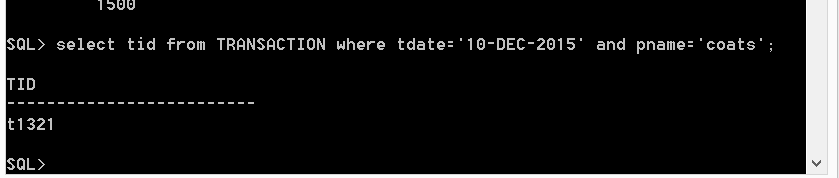 1500
SQL> select tid from TRANSACTION where tdate='10-DEC-2015' and pname='coats';
TID
-------------------------
t1321
SQL>